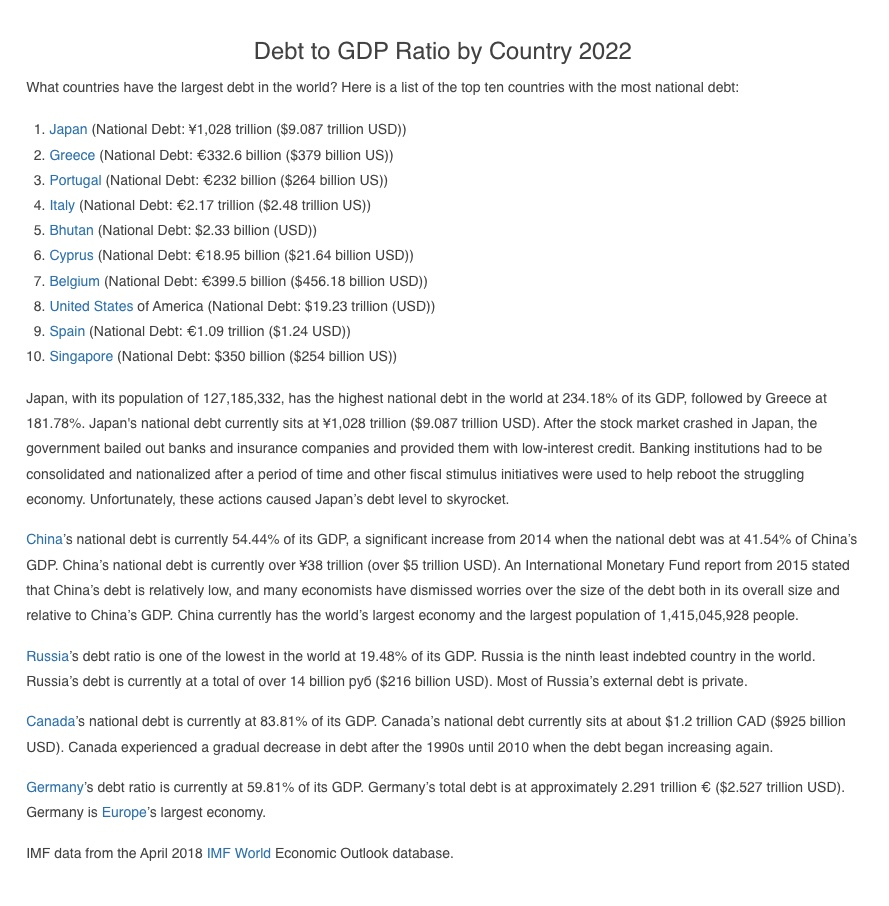 Debt to GDP Ratio by Country 2022
What countries have the largest debt in the world? Here is a list of the top ten countries with the most national debt:
1. Japan (National Debt: ¥1,028 trillion ($9.087 trillion USD))
2. Greece (National Debt: €332.6 billion ($379 billion US))
3. Portugal (National Debt: €232 billion ($264 billion US))
4. Italy (National Debt: €2.17 trillion ($2.48 trillion US))
5. Bhutan (National Debt: $2.33 billion (USD))
6. Cyprus (National Debt: €18.95 billion ($21.64 billion USD))
7. Belgium (National Debt: €399.5 billion ($456.18 billion USD))
8. United States of America (National Debt: $19.23 trillion (USD))
9. Spain (National Debt: €1.09 trillion ($1.24 USD))
10. Singapore (National Debt: $350 billion ($254 billion US))
Japan, with its population of 127,185,332, has the highest national debt in the world at 234.18% of its GDP, followed by Greece at
181.78%. Japan's national debt currently sits at ¥1,028 trillion ($9.087 trillion USD). After the stock market crashed in Japan, the
government bailed out banks and insurance companies and provided them with low-interest credit. Banking institutions had to be
consolidated and nationalized after a period of time and other fiscal stimulus initiatives were used to help reboot the struggling
economy. Unfortunately, these actions caused Japan’s debt level to skyrocket.
China’s national debt is currently 54.44% of its GDP, a significant increase from 2014 when the national debt was at 41.54% of China’s
GDP. China’s national debt is currently over ¥38 trillion (over $5 trillion USD). An International Monetary Fund report from 2015 stated
that China’s debt is relatively low, and many economists have dismissed worries over the size of the debt both in its overall size and
relative to China’s GDP. China currently has the world’s largest economy and the largest population of 1,415,045,928 people.
Russia’s debt ratio is one of the lowest in the world at 19.48% of its GDP. Russia is the ninth least indebted country in the world.
Russia’s debt is currently at a total of over 14 billion руб ($216 billion USD). Most of Russia’s external debt is private.
Canada’s national debt is currently at 83.81% of its GDP. Canada’s national debt currently sits at about $1.2 trillion CAD ($925 billion
USD). Canada experienced a gradual decrease in debt after the 1990s until 2010 when the debt began increasing again.
Germany’s debt ratio is currently at 59.81% of its GDP. Germany’s total debt is at approximately 2.291 trillion € ($2.527 trillion USD).
Germany is Europe’s largest economy.
IMF data from the April 2018 IMF World Economic Outlook database.